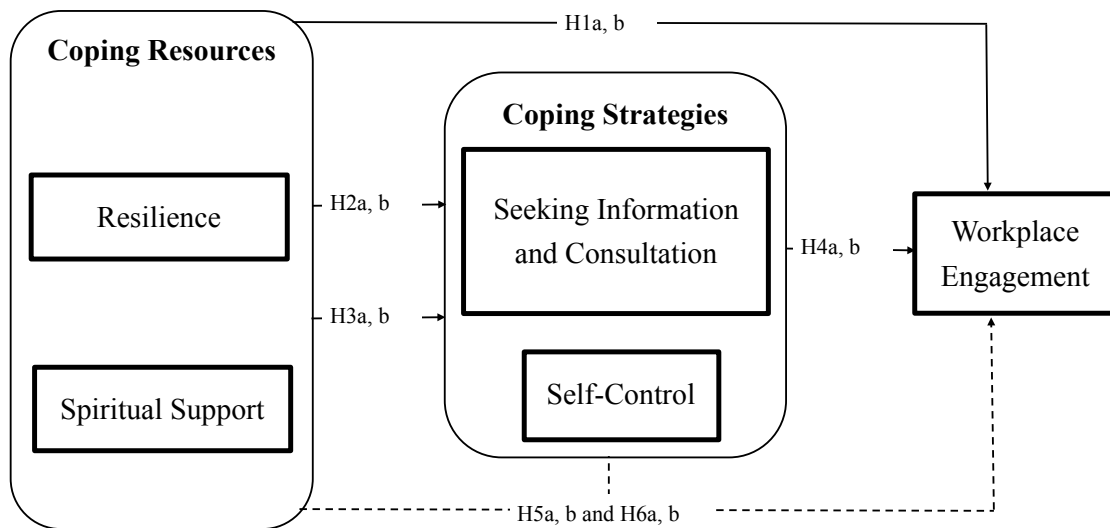 H1a, b
Coping Resources
Coping Strategies
Resilience
H2a, b
Seeking Information
and Consultation
H4a, b
Workplace
Engagement
H3a, b
Spiritual Support
Self-Control
H5a, b and H6a, b